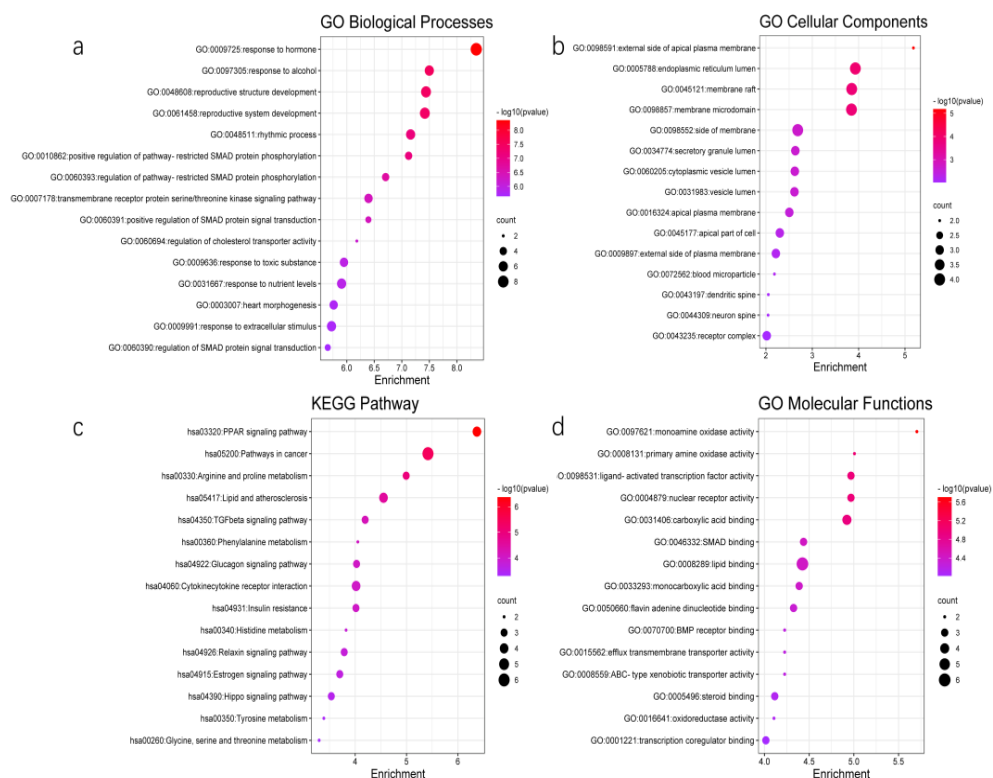 GO Biological Processes
a
GO:0009725:response to hormone
GO:0097305:response to alcohol
GO:0048608:reproductive structure development
GO:0061458:reproductive system development
GO:0048511:rhythmic process
GO:0010862:positive regulation of pathway- restricted SMAD protein phosphorylation
GO:0060393:regulation of pathway- restricted SMAD protein phosphorylation
GO:0007178:transmembrane receptor protein serine/threonine kinase signaling pathway
GO:0060391:positive regulation of SMAD protein signal transduction
GO:0060694:regulation of cholesterol transporter activity
GO:0009636:response to toxic substance
GO:0031667:response to nutrient levels
GO:0003007:heart morphogenesis
GO:0009991:response to extracellular stimulus
GO:0060390:regulation of SMAD protein signal transduction
6.0 6.5 7.0 7.5 8.0
Enrichment
- log10(pvalue)
8.0
7.5
7.0
6.5
6.0
count
2
4
6
8
GO Cellular Components
b
GO:0098591:external side of apical plasma membrane
GO:0005788:endoplasmic reticulum lumen
GO:0045121:membrane raft
GO:0098857:membrane microdomain
GO:0098552:side of membrane
GO:0034774:secretory granule lumen
GO:0060205:cytoplasmic vesicle lumen
GO:0031983:vesicle lumen
GO:0016324:apical plasma membrane
GO:0045177:apical part of cell
GO:0009897:external side of plasma membrane
GO:0072562:blood microparticle
GO:0043197:dendritic spine
GO:0044309:neuron spine
GO:0043235:receptor complex
2 3 4 5
Enrichment
- log10(pvalue)
5
4
3
count
2.0
2.5
3.0
3.5
4.0
KEGG Pathway
c
hsa03320:PPAR signaling pathway
hsa05200:Pathways in cancer
hsa00330:Arginine and proline metabolism
hsa05417:Lipid and atherosclerosis
hsa04350:TGFbeta signaling pathway
hsa00360:Phenylalanine metabolism
hsa04922:Glucagon signaling pathway
hsa04060:Cytokinecytokine receptor interaction
hsa04931:Insulin resistance
hsa00340:Histidine metabolism
hsa04926:Relaxin signaling pathway
hsa04915:Estrogen signaling pathway
hsa04390:Hippo signaling pathway
hsa00350:Tyrosine metabolism
hsa00260:Glycine, serine and threonine metabolism
4 5 6
Enrichment
- log10(pvalue)
6
5
4
count
2
3
4
5
6
GO Molecular Functions
d
GO:0097621:monoamine oxidase activity
GO:0008131:primary amine oxidase activity
O:0098531:ligand- activated transcription factor activity
GO:0004879:nuclear receptor activity
GO:0031406:carboxylic acid binding
GO:0046332:SMAD binding
GO:0008289:lipid binding
GO:0033293:monocarboxylic acid binding
GO:0050660:flavin adenine dinucleotide binding
GO:0070700:BMP receptor binding
GO:0015562:efflux transmembrane transporter activity
GO:0008559:ABC- type xenobiotic transporter activity
GO:0005496:steroid binding
GO:0016641:oxidoreductase activity
GO:0001221:transcription coregulator binding
4.0 4.5 5.0 5.5
Enrichment
- log10(pvalue)
5.6
5.2
4.8
4.4
count
2
3
4
5
6